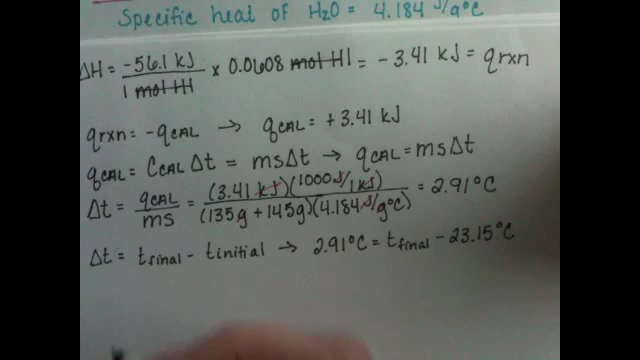 Specific heat of H₂O = 4.184 J/g°C
ΔH = -56.1 kJ / 1 mol HI × 0.0608 mol HI = -3.41 kJ = qrxn
qrxn = -qCAL → qCAL = +3.41 kJ
qCAL = CCAL Δt = msΔt → qCAL = msΔt
Δt = qCAL / ms = (3.41 kJ)(1000 J/1 kJ) / (135g + 145g)(4.184 J/g°C) = 2.91°C
Δt = tfinal - tinitial → 2.91°C = tfinal - 23.15°C